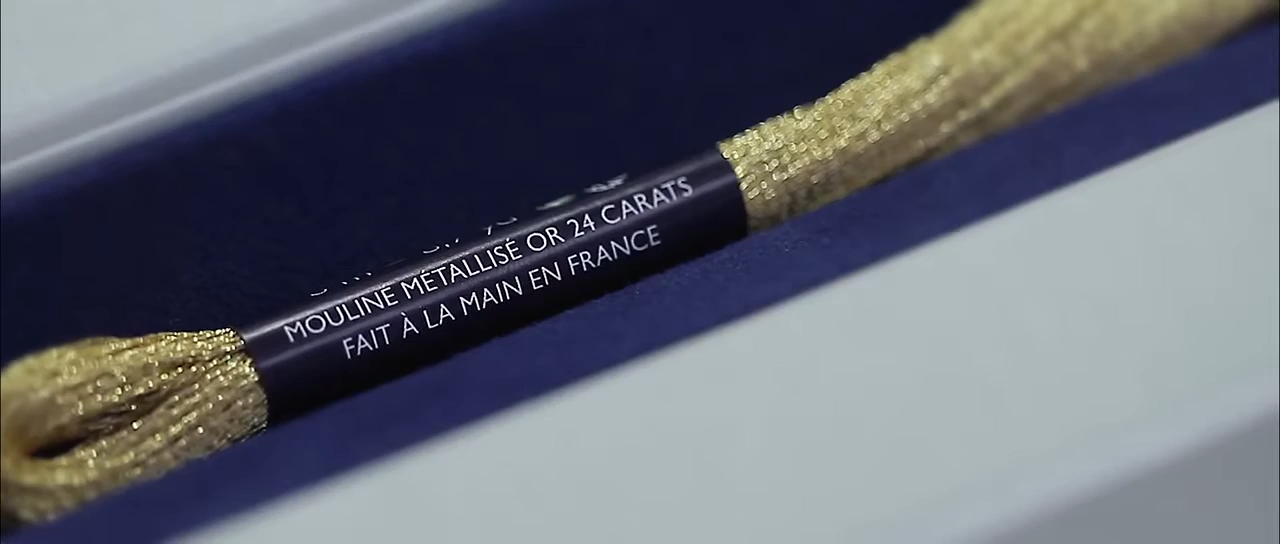 MOULINÉ MÉTALLISÉ OR 24 CARATS
FAIT À LA MAIN EN FRANCE